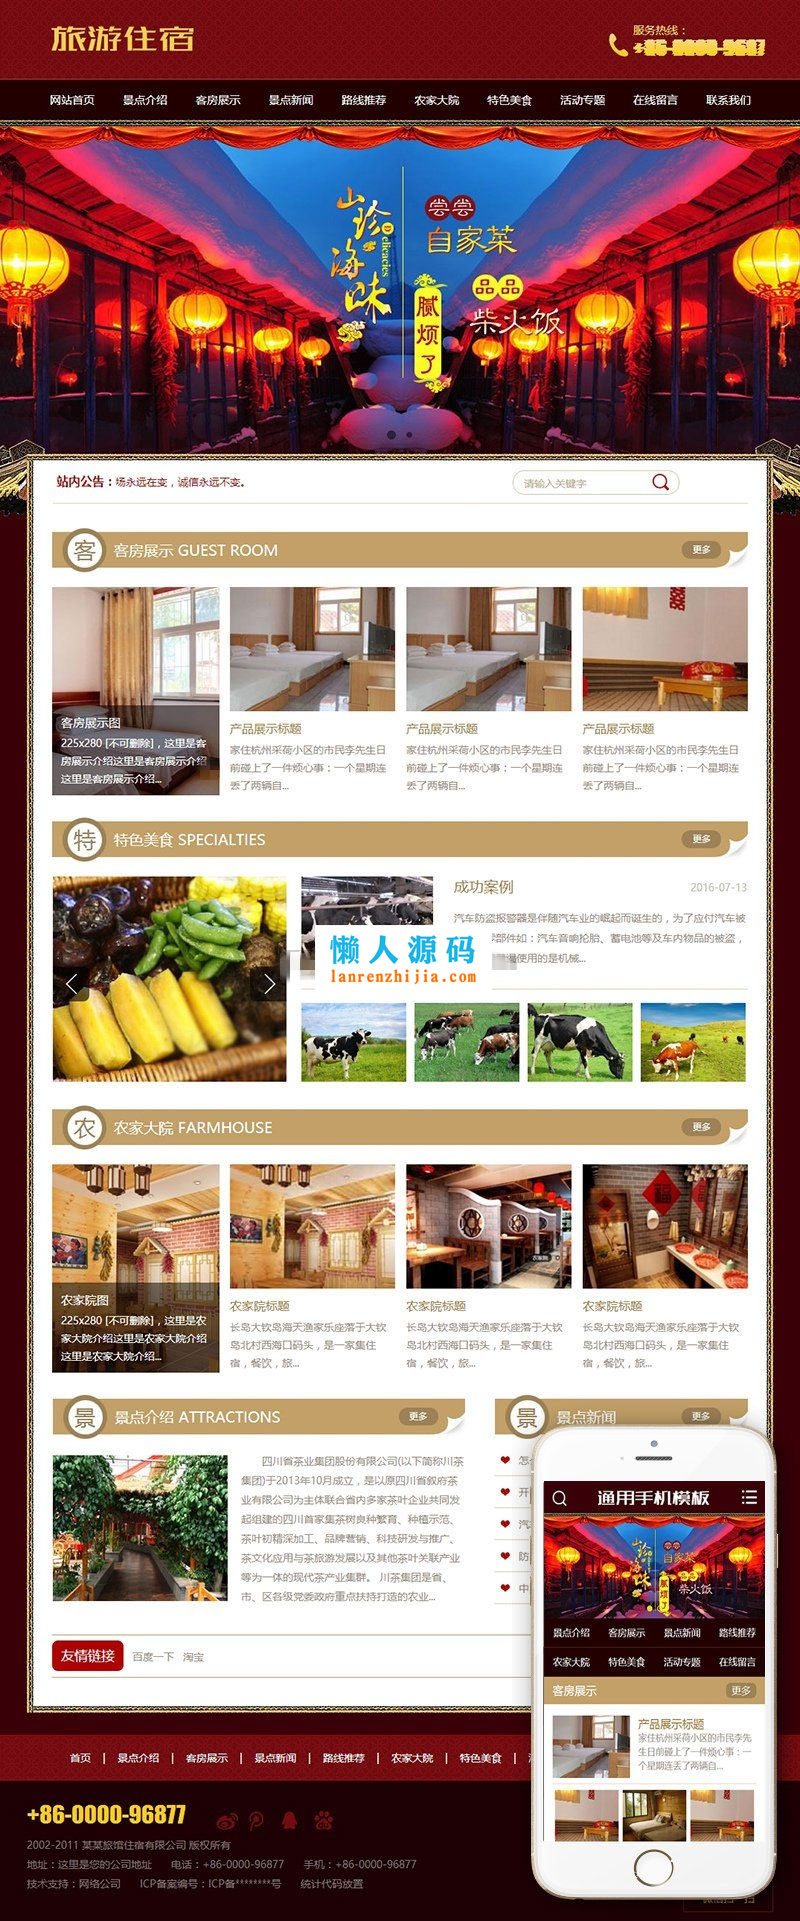 旅游住宿
服务热线：
网站首页 景点介绍 客房展示 景点新闻 路线推荐 农家大院 特色美食 活动专题 在线留言 联系我们
山珍海味
elicacies
尝尝
自家菜
品品
柴火饭
腻烦了
站内公告：场永远在变，诚信永远不变。
请输入关键字
客 客房展示 GUEST ROOM 更多
客房展示图
225x280 [不可删除]，这里是客
房展示介绍这里是客房展示介绍
这里是客房展示介绍...
产品展示标题
家住杭州采荷小区的市民李先生日
前碰上了一件烦心事：一个星期连
丢了两辆自...
产品展示标题
家住杭州采荷小区的市民李先生日
前碰上了一件烦心事：一个星期连
丢了两辆自...
产品展示标题
家住杭州采荷小区的市民李先生日
前碰上了一件烦心事：一个星期连
丢了两辆自...
特 特色美食 SPECIALTIES 更多
成功案例 2016-07-13
汽车防盗报警器是伴随汽车业的崛起而诞生的，为了应付汽车被
部件如：汽车音响抡胎、蓄电池等及车内物品的被盗，
使用的是机械...
懒人源码
lanrenzhijia.com
农 农家大院 FARMHOUSE 更多
农家院图
225x280 [不可删除]，这里是农
家大院介绍这里是农家大院介绍
这里是农家大院介绍...
农家院标题
长岛大钦岛海天渔家乐座落于大钦
岛北村西海口码头，是一家集住
宿，餐饮，旅...
农家院标题
长岛大钦岛海天渔家乐座落于大钦
岛北村西海口码头，是一家集住
宿，餐饮，旅...
农家院标题
长岛大钦岛海天渔家乐座落于大钦
岛北村西海口码头，是一家集住
宿，餐饮，旅...
景 景点介绍 ATTRACTIONS 更多
四川省茶业集团股份有限公司(以下简称川茶
集团)于2013年10月成立，是以原四川省叙府茶
业有限公司为主体联合省内多家茶叶企业共同发
起组建的四川首家集茶树良种繁育、种植示范、
茶叶初精深加工、品牌营销、科技研发与推广、
茶文化应用与茶旅游发展以及其他茶叶关联产业
等为一体的现代茶产业集群。 川茶集团是省、
市、区各级党委政府重点扶持打造的农业...
景 景点新闻 更多
怎
开
汽
防
中
友情链接 百度一下 淘宝
首页 | 景点介绍 | 客房展示 | 景点新闻 | 路线推荐 | 农家大院 | 特色美食 |
+86-0000-96877
2002-2011 某某旅馆住宿有限公司 版权所有
地址：这里是您的公司地址 电话：+86-0000-96877 手机：+86-0000-96877
技术支持：网络公司 ICP备案编号：ICP备********号 统计代码放置
通用手机模板
山珍海味
自家菜
腻烦了
柴火饭
景点介绍 客房展示 景点新闻 路线推荐
农家大院 特色美食 活动专题 在线留言
客房展示 更多
产品展示标题
家住杭州采荷小区的市民李先
生日前碰上了一件烦心事：一
个星期连丢了两辆自...